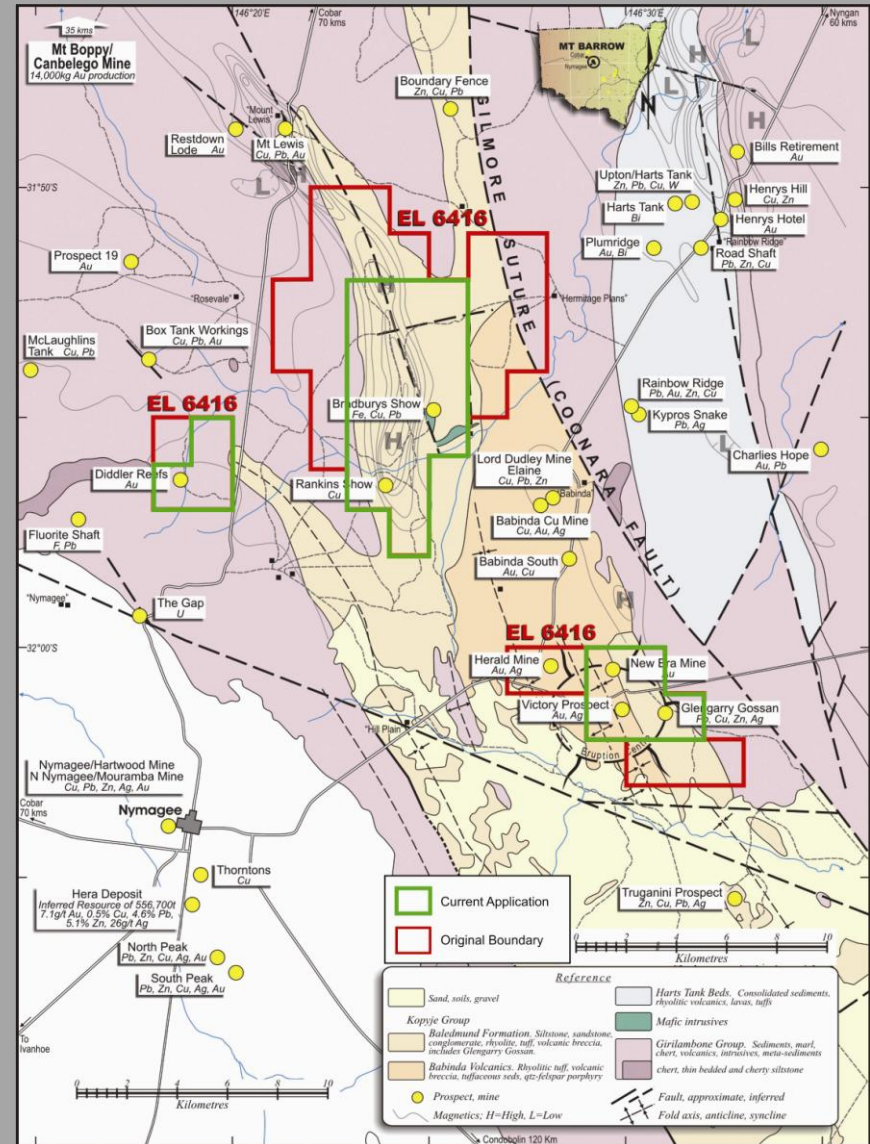 146°20'E
Cobar
70 kms
146°30'E
Nyngan
60 kms
35 kms
Mt Boppy/
Canbelego Mine
14,000kg Au production
MT BARROW
Cobar
Nymagee
A
N
Boundary Fence
Zn, Cu, Pb
"Mount
Lewis"
Restdown
Lode Au
Mt Lewis
Cu, Pb, Au
H
L
H
L
H
L
H
Bills Retirement
Au
31°50'S
Upton/Harts Tank
Zn, Pb, Cu, W
Henrys Hill
Cu, Zn
Harts Tank
Bi
Henrys Hotel
Au
EL 6416
Plumridge
Au, Bi
"Rainbow Ridge"
Road Shaft
Pb, Zn, Cu
GILMORE SUTURE (COONARA FAULT)
Prospect 19
Au
"Rosevale"
H
"Hermitage Plans"
Box Tank Workings
Cu, Pb, Au
McLaughlins
Tank Cu, Pb
EL 6416
Bradburys Show
Fe, Cu, Pb
Rainbow Ridge
Pb, Au, Zn, Cu
Kypros Snake
Pb, Ag
H
L
Charlies Hope
Au, Pb
Diddler Reefs
Au
Rankins Show
Cu
Lord Dudley Mine
Elaine
Cu, Pb, Zn
"Babinda"
Babinda Cu Mine
Cu, Au, Ag
Fluorite Shaft
F, Pb
Babinda South
Au, Cu
"Nymagee"
The Gap
U
H
EL 6416
32°00'S
Herald Mine
Au, Ag
New Era Mine
Au
Victory Prospect
Au, Ag
Glengarry Gossan
Pb, Cu, Zn, Ag
"Hill Plain"
Eruption Centre
Nymagee/Hartwood Mine
N Nymagee/Mouramba Mine
Cu, Pb, Zn, Ag, Au
Cobar
70 kms
Nymagee
Thorntons
Cu
Hera Deposit
Inferred Resource of 556,700t
7.1g/t Au, 0.5% Cu, 4.6% Pb,
5.1% Zn, 26g/t Ag
North Peak
Pb, Zn, Cu, Ag, Au
South Peak
Pb, Zn, Cu, Ag, Au
Truganini Prospect
Zn, Cu, Pb, Ag
Current Application
Original Boundary
0 2 4 6 8 10
Kilometres
To
Ivanhoe
0 2 4 6 8 10
Kilometres
Reference
Sand, soils, gravel
Kopyje Group
Baledmund Formation. Siltstone, sandstone,
conglomerate, rhyolite, tuff, volcanic breccia,
includes Glengarry Gossan.
Babinda Volcanics. Rhyolitic tuff, volcanic
breccia, tuffaceous seds, qtz-felspar porphyry
Prospect, mine
Magnetics; H=High, L=Low
Harts Tank Beds. Consolidated sediments,
rhyolitic volcanics, lavas, tuffs
Mafic intrusives
Girilambone Group. Sediments, marl,
chert, volcanics, intrusives, meta-sediments
chert, thin bedded and cherty siltstone
Fault, approximate, inferred
Fold axis, anticline, syncline
Condobolin 120 Km